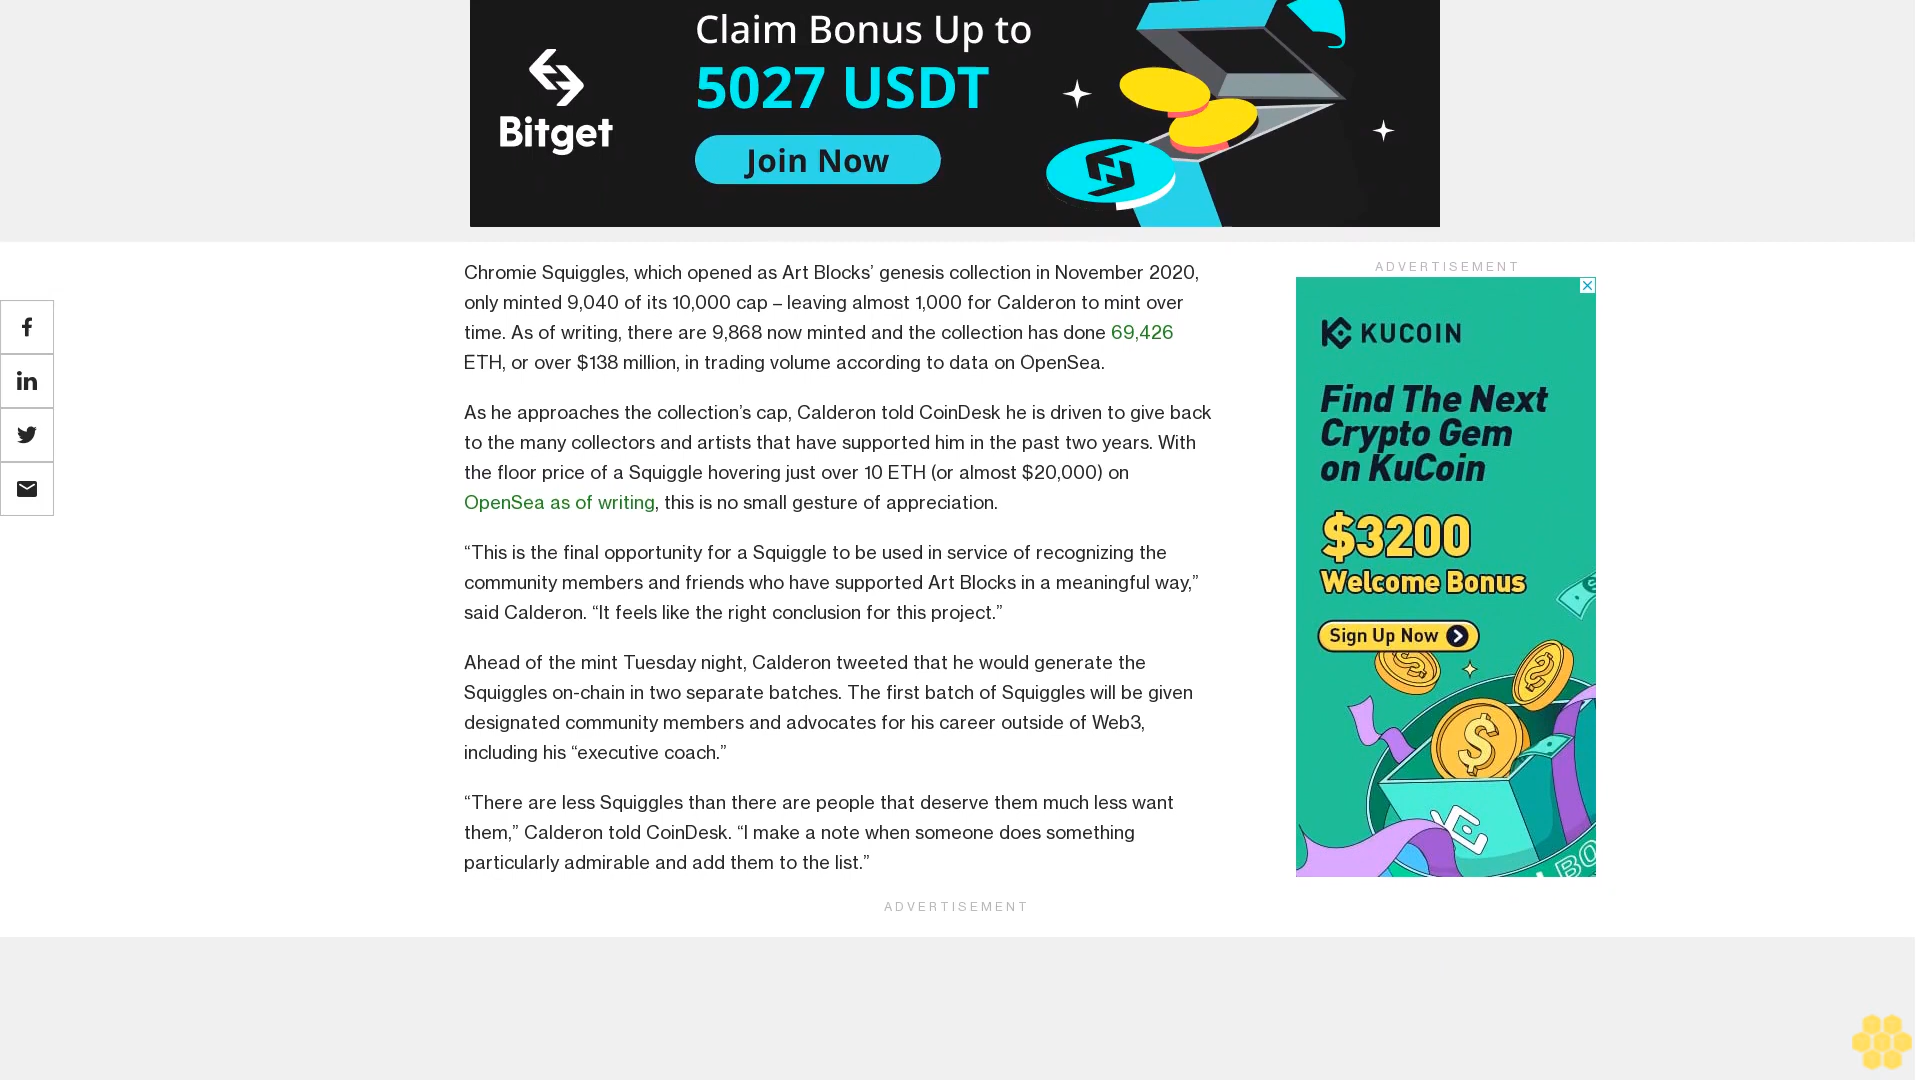 Claim Bonus Up to
5027 USDT
Bitget
Join Now
Chromie Squiggles, which opened as Art Blocks’ genesis collection in November 2020,
only minted 9,040 of its 10,000 cap – leaving almost 1,000 for Calderon to mint over
time. As of writing, there are 9,868 now minted and the collection has done 69,426
ETH, or over $138 million, in trading volume according to data on OpenSea.
As he approaches the collection’s cap, Calderon told CoinDesk he is driven to give back
to the many collectors and artists that have supported him in the past two years. With
the floor price of a Squiggle hovering just over 10 ETH (or almost $20,000) on
OpenSea as of writing, this is no small gesture of appreciation.
“This is the final opportunity for a Squiggle to be used in service of recognizing the
community members and friends who have supported Art Blocks in a meaningful way,”
said Calderon. “It feels like the right conclusion for this project.”
Ahead of the mint Tuesday night, Calderon tweeted that he would generate the
Squiggles on-chain in two separate batches. The first batch of Squiggles will be given
designated community members and advocates for his career outside of Web3,
including his “executive coach.”
“There are less Squiggles than there are people that deserve them much less want
them,” Calderon told CoinDesk. “I make a note when someone does something
particularly admirable and add them to the list.”
ADVERTISEMENT
ADVERTISEMENT
KUCOIN
Find The Next
Crypto Gem
on KuCoin
$3200
Welcome Bonus
Sign Up Now